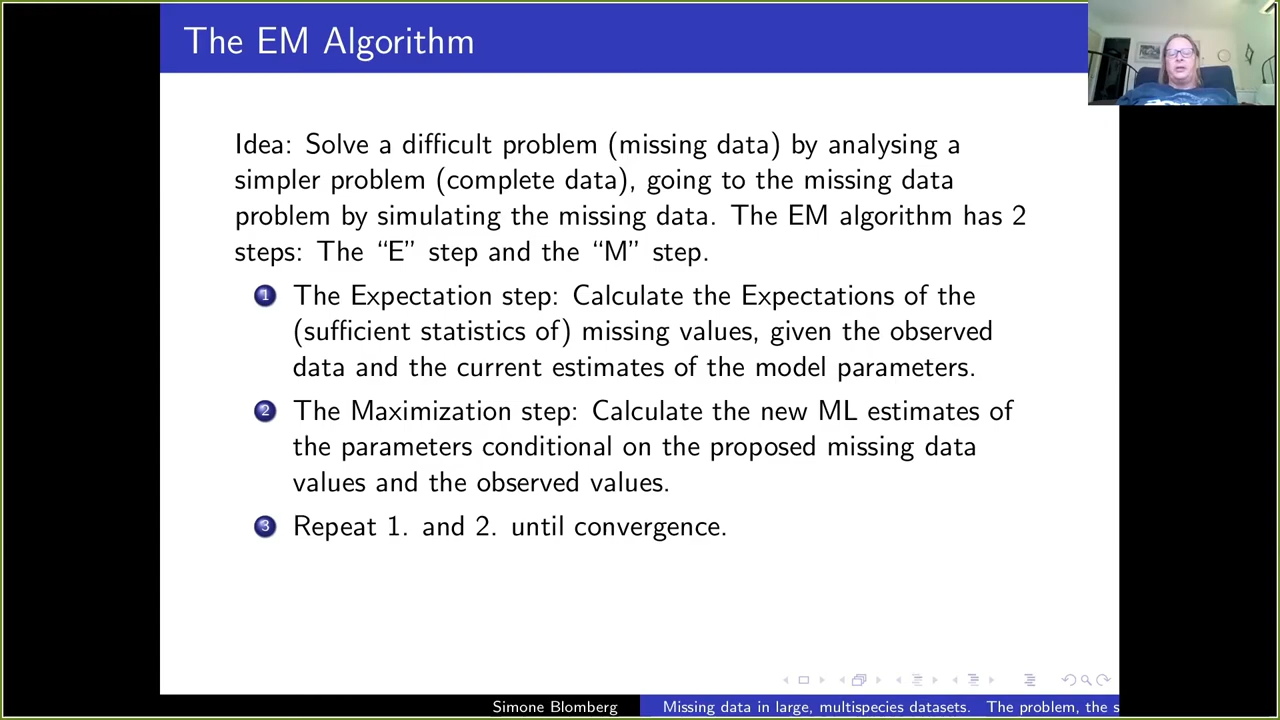 The EM Algorithm
Idea: Solve a difficult problem (missing data) by analysing a
simpler problem (complete data), going to the missing data
problem by simulating the missing data. The EM algorithm has 2
steps: The “E” step and the “M” step.
1 The Expectation step: Calculate the Expectations of the
(sufficient statistics of) missing values, given the observed
data and the current estimates of the model parameters.
2 The Maximization step: Calculate the new ML estimates of
the parameters conditional on the proposed missing data
values and the observed values.
3 Repeat 1. and 2. until convergence.
Simone Blomberg
Missing data in large, multispecies datasets. The problem, the s